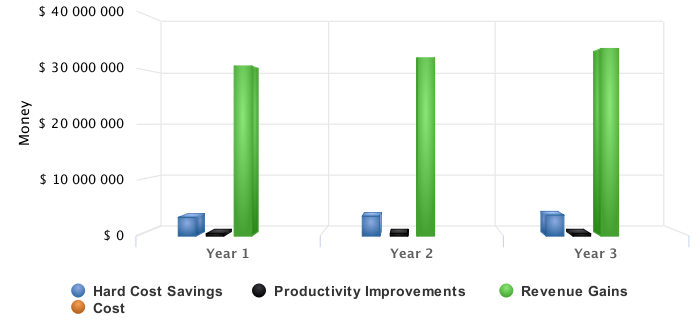 $ 40 000 000
$ 30 000 000
$ 20 000 000
$ 10 000 000
$ 0
Money
Year 1 Year 2 Year 3
Hard Cost Savings Productivity Improvements Revenue Gains
Cost